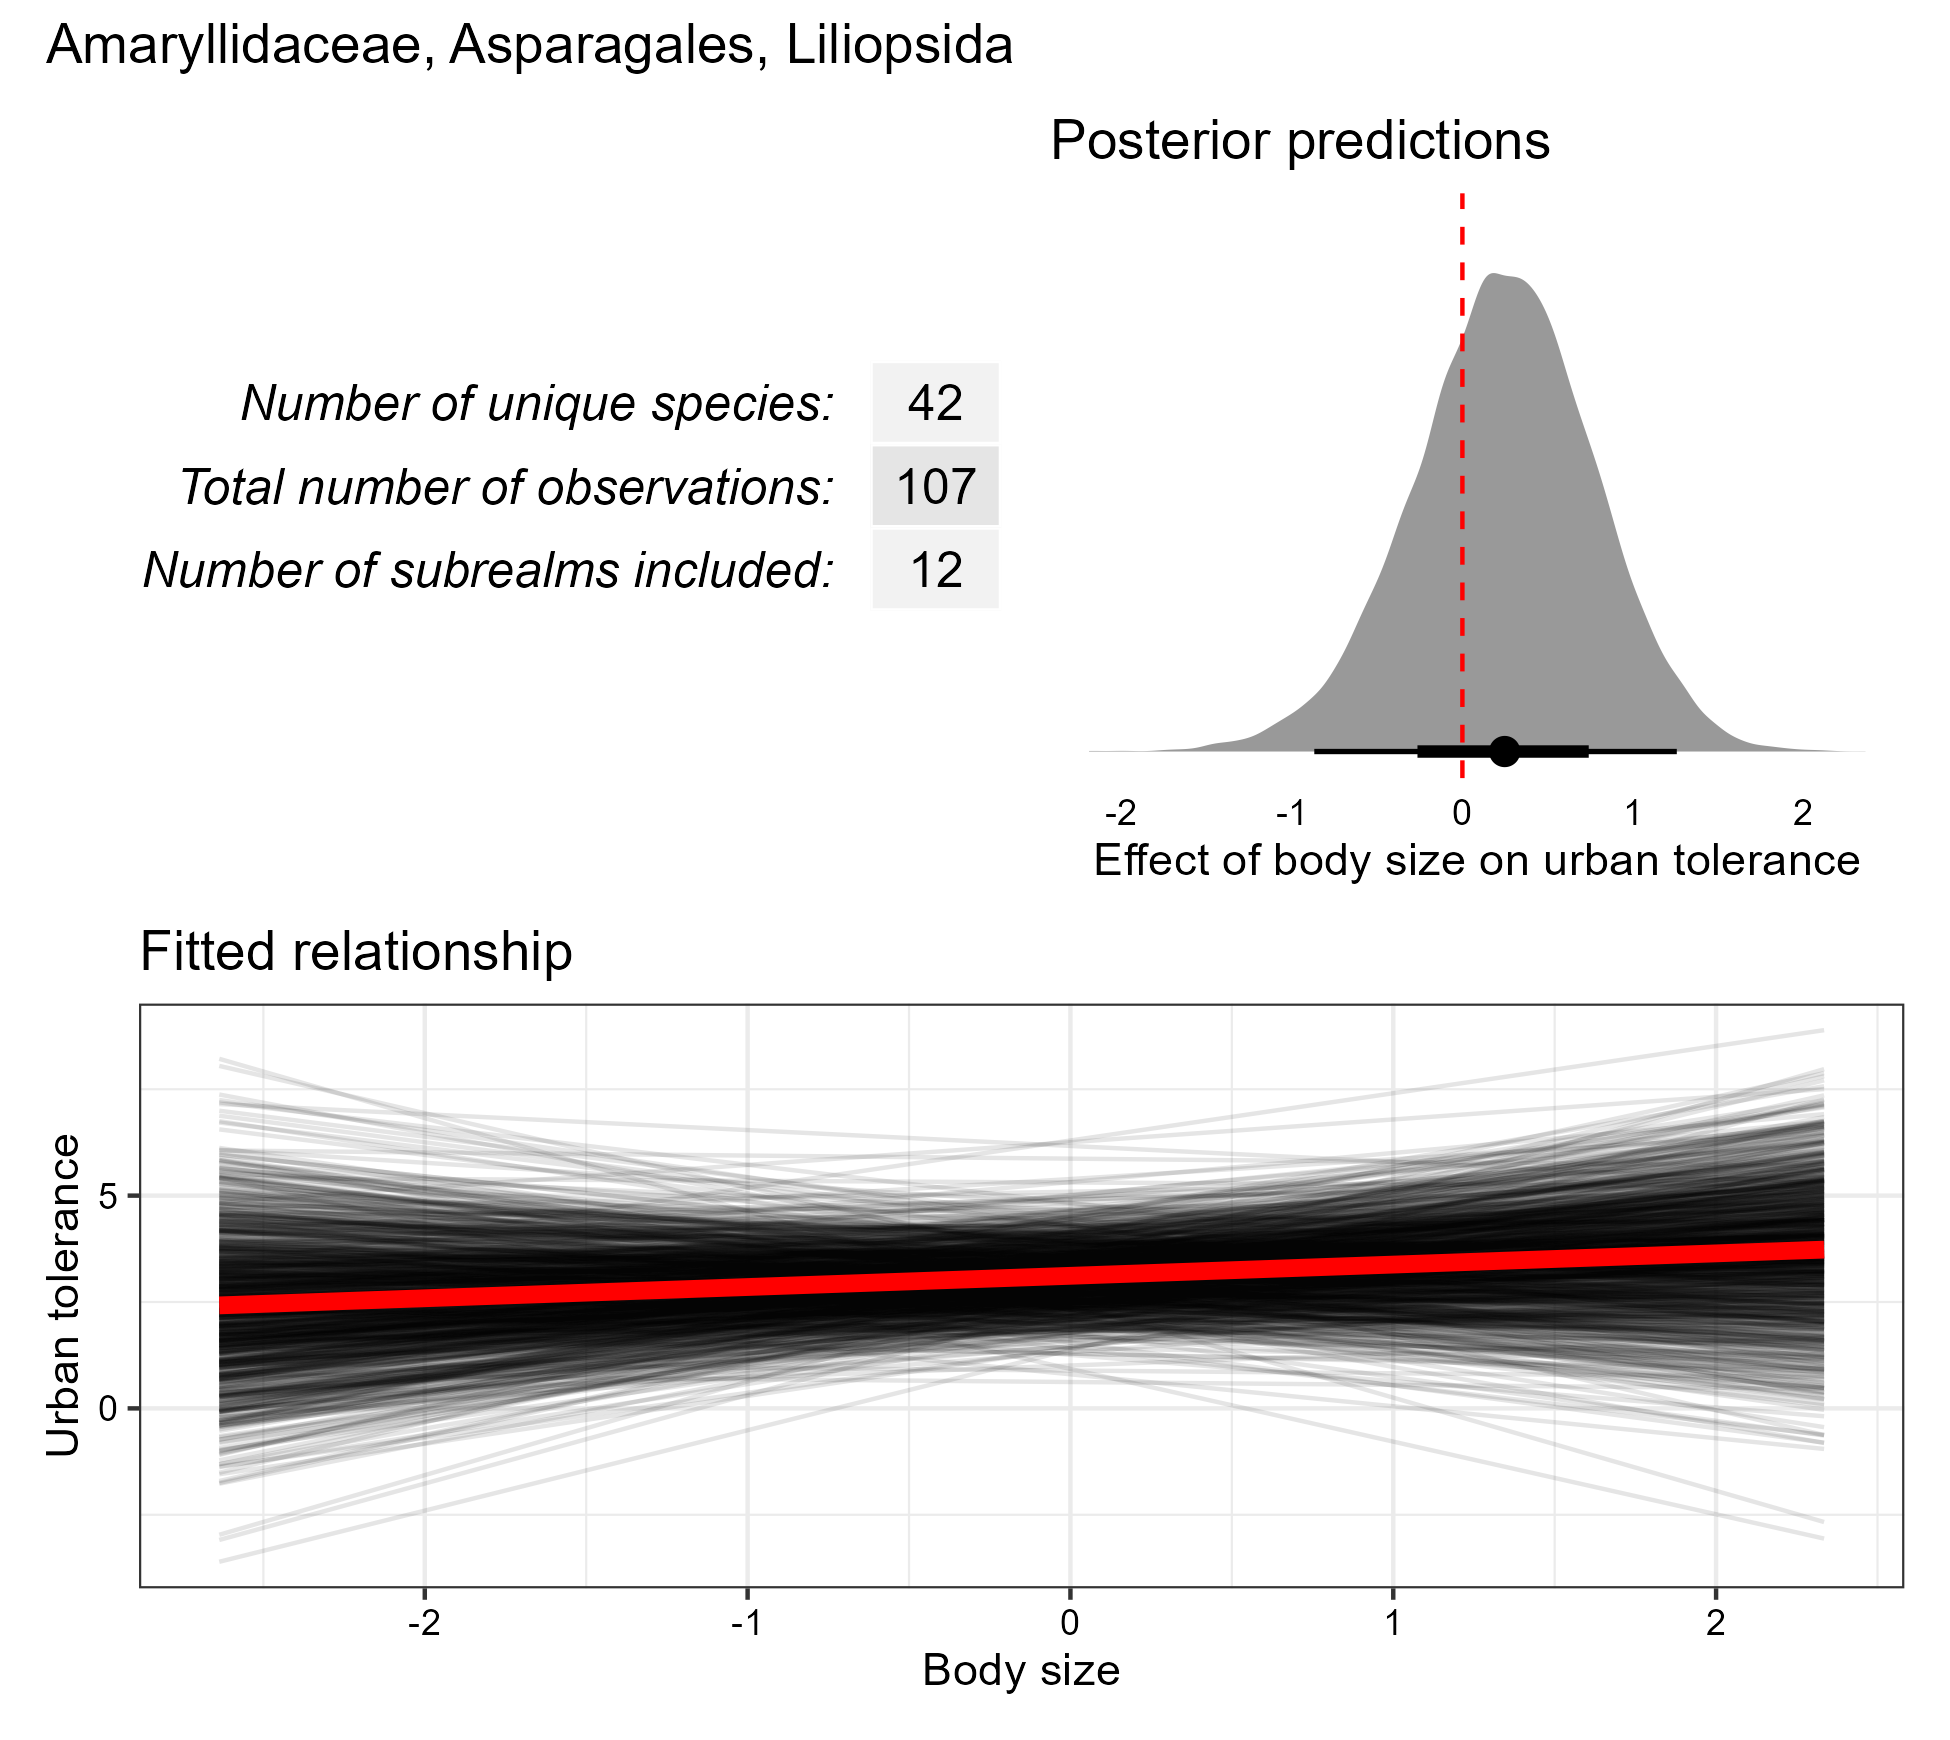 Amaryllidaceae, Asparagales, Liliopsida
Number of unique species: 42
Total number of observations: 107
Number of subrealms included: 12
Posterior predictions
-2 -1 0 1 2
Effect of body size on urban tolerance
Fitted relationship
Urban tolerance
5
0
-2 -1 0 1 2
Body size